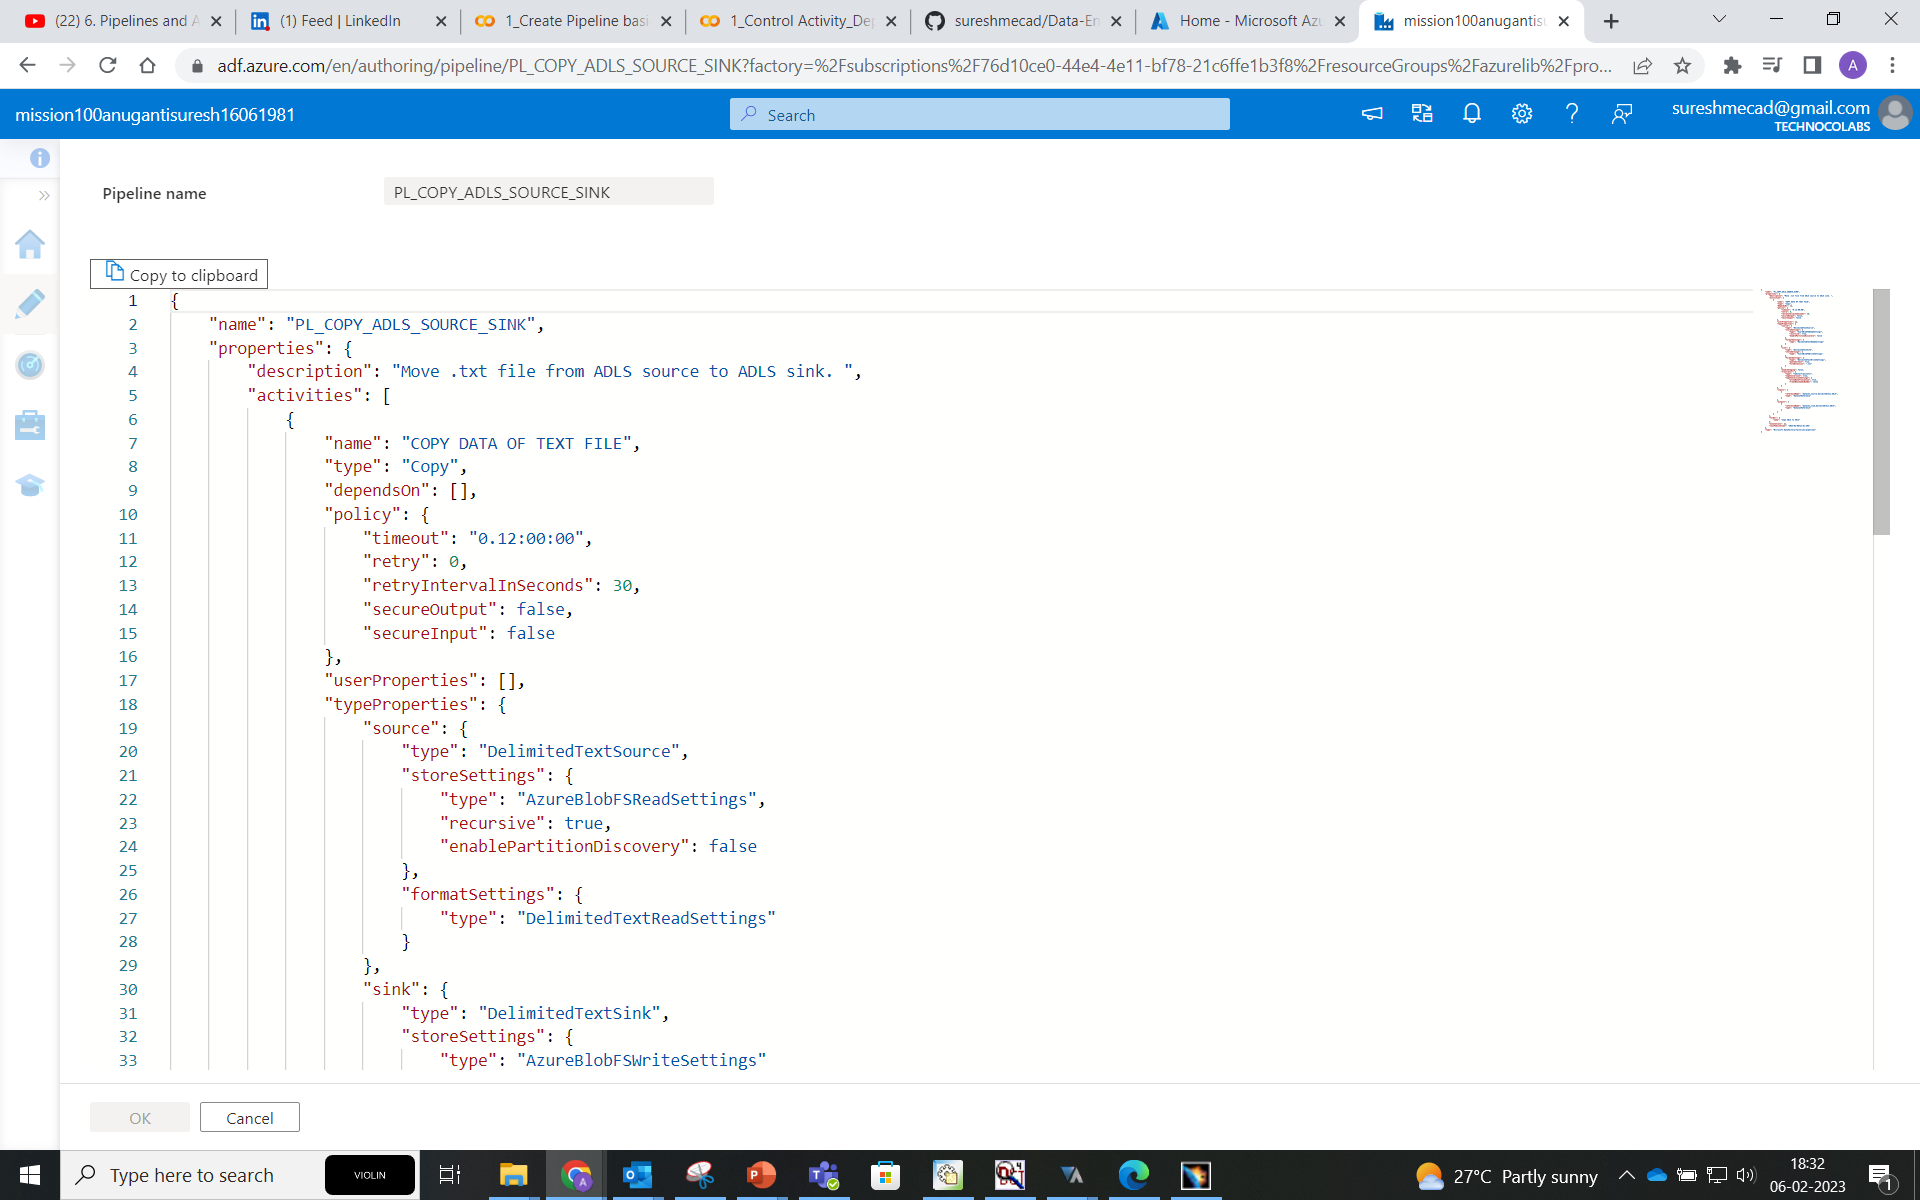 (22) 6. Pipelines and A
(1) Feed | LinkedIn
1_Create Pipeline basi
1_Control Activity_Dep
sureshmecad/Data-En
Home - Microsoft Azu
mission100anugantisu
adf.azure.com/en/authoring/pipeline/PL_COPY_ADLS_SOURCE_SINK?factory=%2Fsubscriptions%2F76d10ce0-44e4-4e11-bf78-21c6ffe1b3f8%2FresourceGroups%2Fazurelib%2Fpro...
A
mission100anugantisuresh16061981
Search
sureshmecad@gmail.com
TECHNOCOLABS
Pipeline name
PL_COPY_ADLS_SOURCE_SINK
Copy to clipboard
1 {
2 "name": "PL_COPY_ADLS_SOURCE_SINK",
3 "properties": {
4 "description": "Move .txt file from ADLS source to ADLS sink. ",
5 "activities": [
6 {
7 "name": "COPY DATA OF TEXT FILE",
8 "type": "Copy",
9 "dependsOn": [],
10 "policy": {
11 "timeout": "0.12:00:00",
12 "retry": 0,
13 "retryIntervalInSeconds": 30,
14 "secureOutput": false,
15 "secureInput": false
16 },
17 "userProperties": [],
18 "typeProperties": {
19 "source": {
20 "type": "DelimitedTextSource",
21 "storeSettings": {
22 "type": "AzureBlobFSReadSettings",
23 "recursive": true,
24 "enablePartitionDiscovery": false
25 },
26 "formatSettings": {
27 "type": "DelimitedTextReadSettings"
28 }
29 },
30 "sink": {
31 "type": "DelimitedTextSink",
32 "storeSettings": {
33 "type": "AzureBlobFSWriteSettings"
OK
Cancel
Type here to search
VIOLIN
27°C Partly sunny
18:32
06-02-2023
1